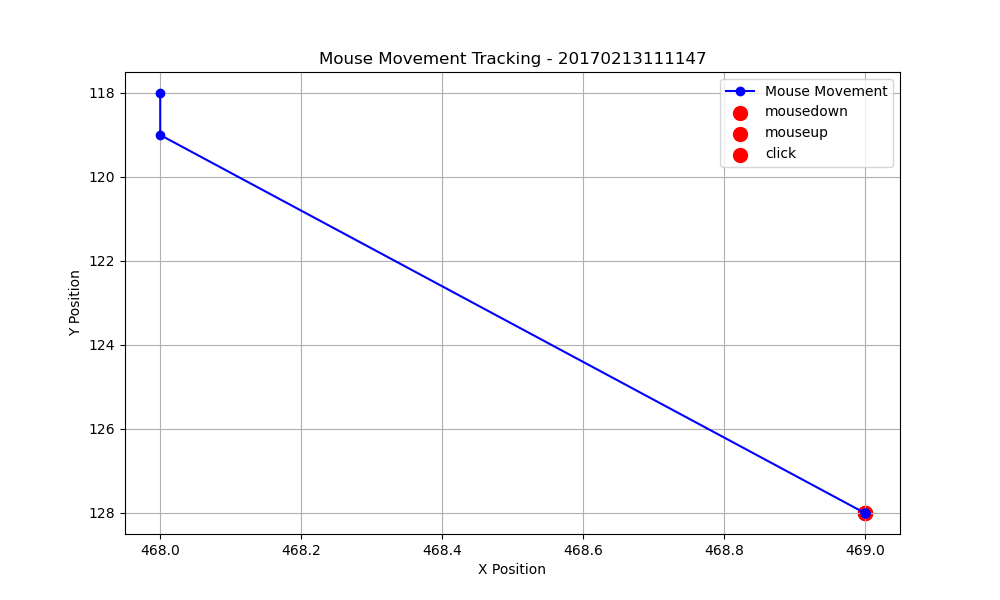 Mouse Movement Tracking - 20170213111147
Mouse Movement
mousedown
mouseup
click
118
120
122
124
126
128
Y Position
468.0 468.2 468.4 468.6 468.8 469.0
X Position